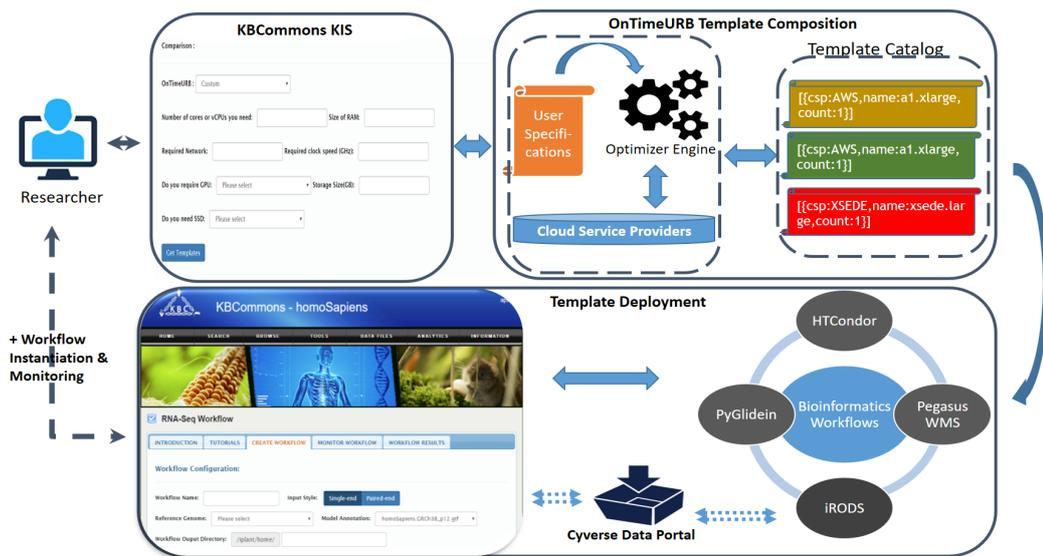 KBCommons KIS
Comparison :
OnTimeURB :
Custom
Number of cores or vCPUs you need:
Size of RAM:
Required Network:
Required clock speed (GHz):
Do you require GPU:
Please select
Storage Size(GB):
Do you need SSD:
Please select
Get Templates
Researcher
OnTimeURB Template Composition
User
Specifi-
cations
Optimizer Engine
Cloud Service Providers
Template Catalog
[{csp:AWS,name:a1.xlarge,
count:1}]
[{csp:AWS,name:a1.xlarge,
count:1}]
[{csp:XSEDE,name:xsede.lar
ge,count:1}]
+ Workflow
Instantiation &
Monitoring
KBC
KBCommons - homoSapiens
HOME
SEARCH
BROWSE
TOOLS
DATA FILES
ANALYTICS
INFORMATION
RNA-Seq Workflow
INTRODUCTION
TUTORIALS
CREATE WORKFLOW
MONITOR WORKFLOW
WORKFLOW RESULTS
Workflow Configuration:
Workflow Name:
Input Style:
Single-end
Paired-end
Reference Genome:
Please select
Model Annotation:
homoSapiens.GRCh38_p12.gtf
Workflow Ouput Directory:
/iplant/home/
Template Deployment
HTCondor
PyGlidein
Bioinformatics
Workflows
Pegasus
WMS
iRODS
Cyverse Data Portal